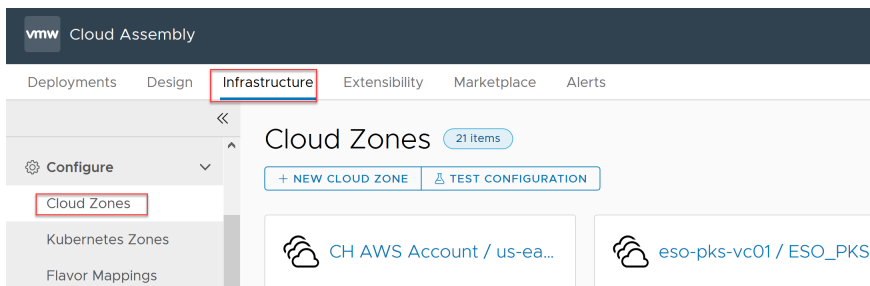 vmw Cloud Assembly
Deployments Design Infrastructure Extensibility Marketplace Alerts
Configure
Cloud Zones
Kubernetes Zones
Flavor Mappings
Cloud Zones 21 items
+ NEW CLOUD ZONE TEST CONFIGURATION
CH AWS Account / us-ea...
eso-pks-vc01 / ESO_PKS